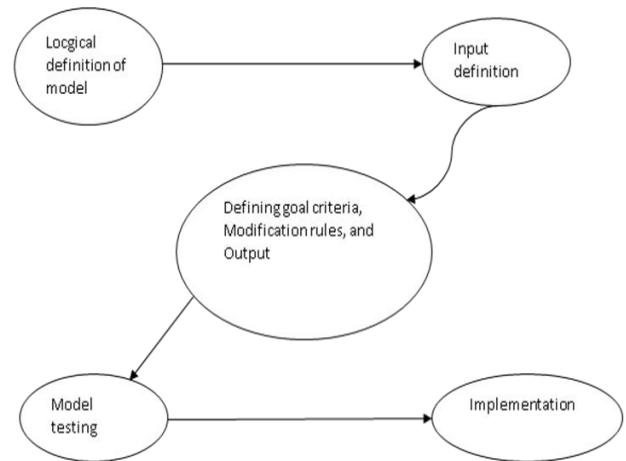 Locgical
definition of
model
Input
definition
Defining goal criteria,
Modification rules, and
Output
Model
testing
Implementation